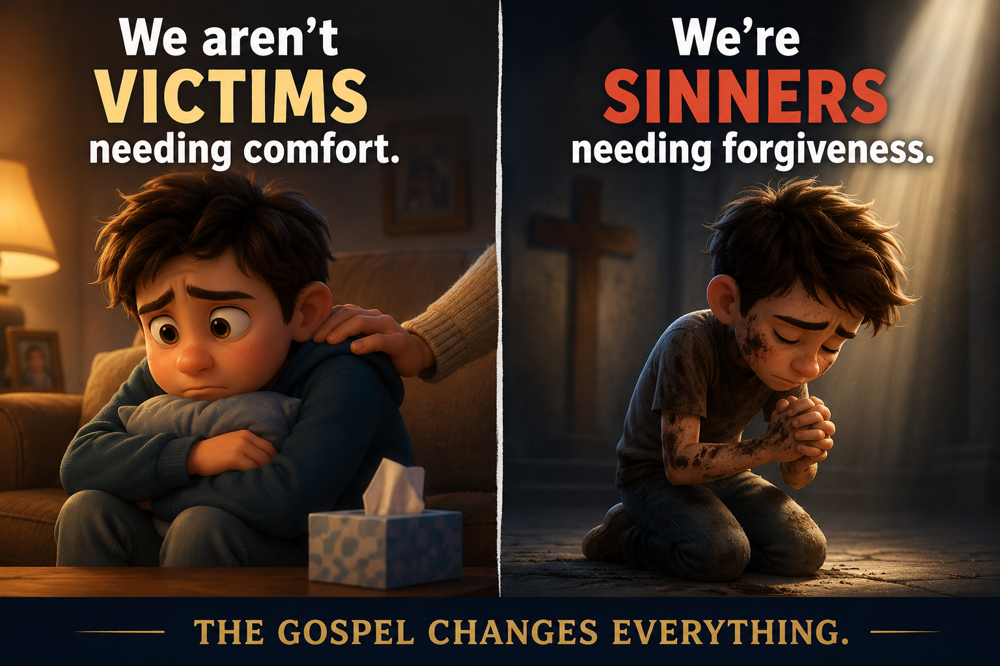 We aren’t
VICTIMS
needing comfort.
We’re
SINNERS
needing forgiveness.
THE GOSPEL CHANGES EVERYTHING.